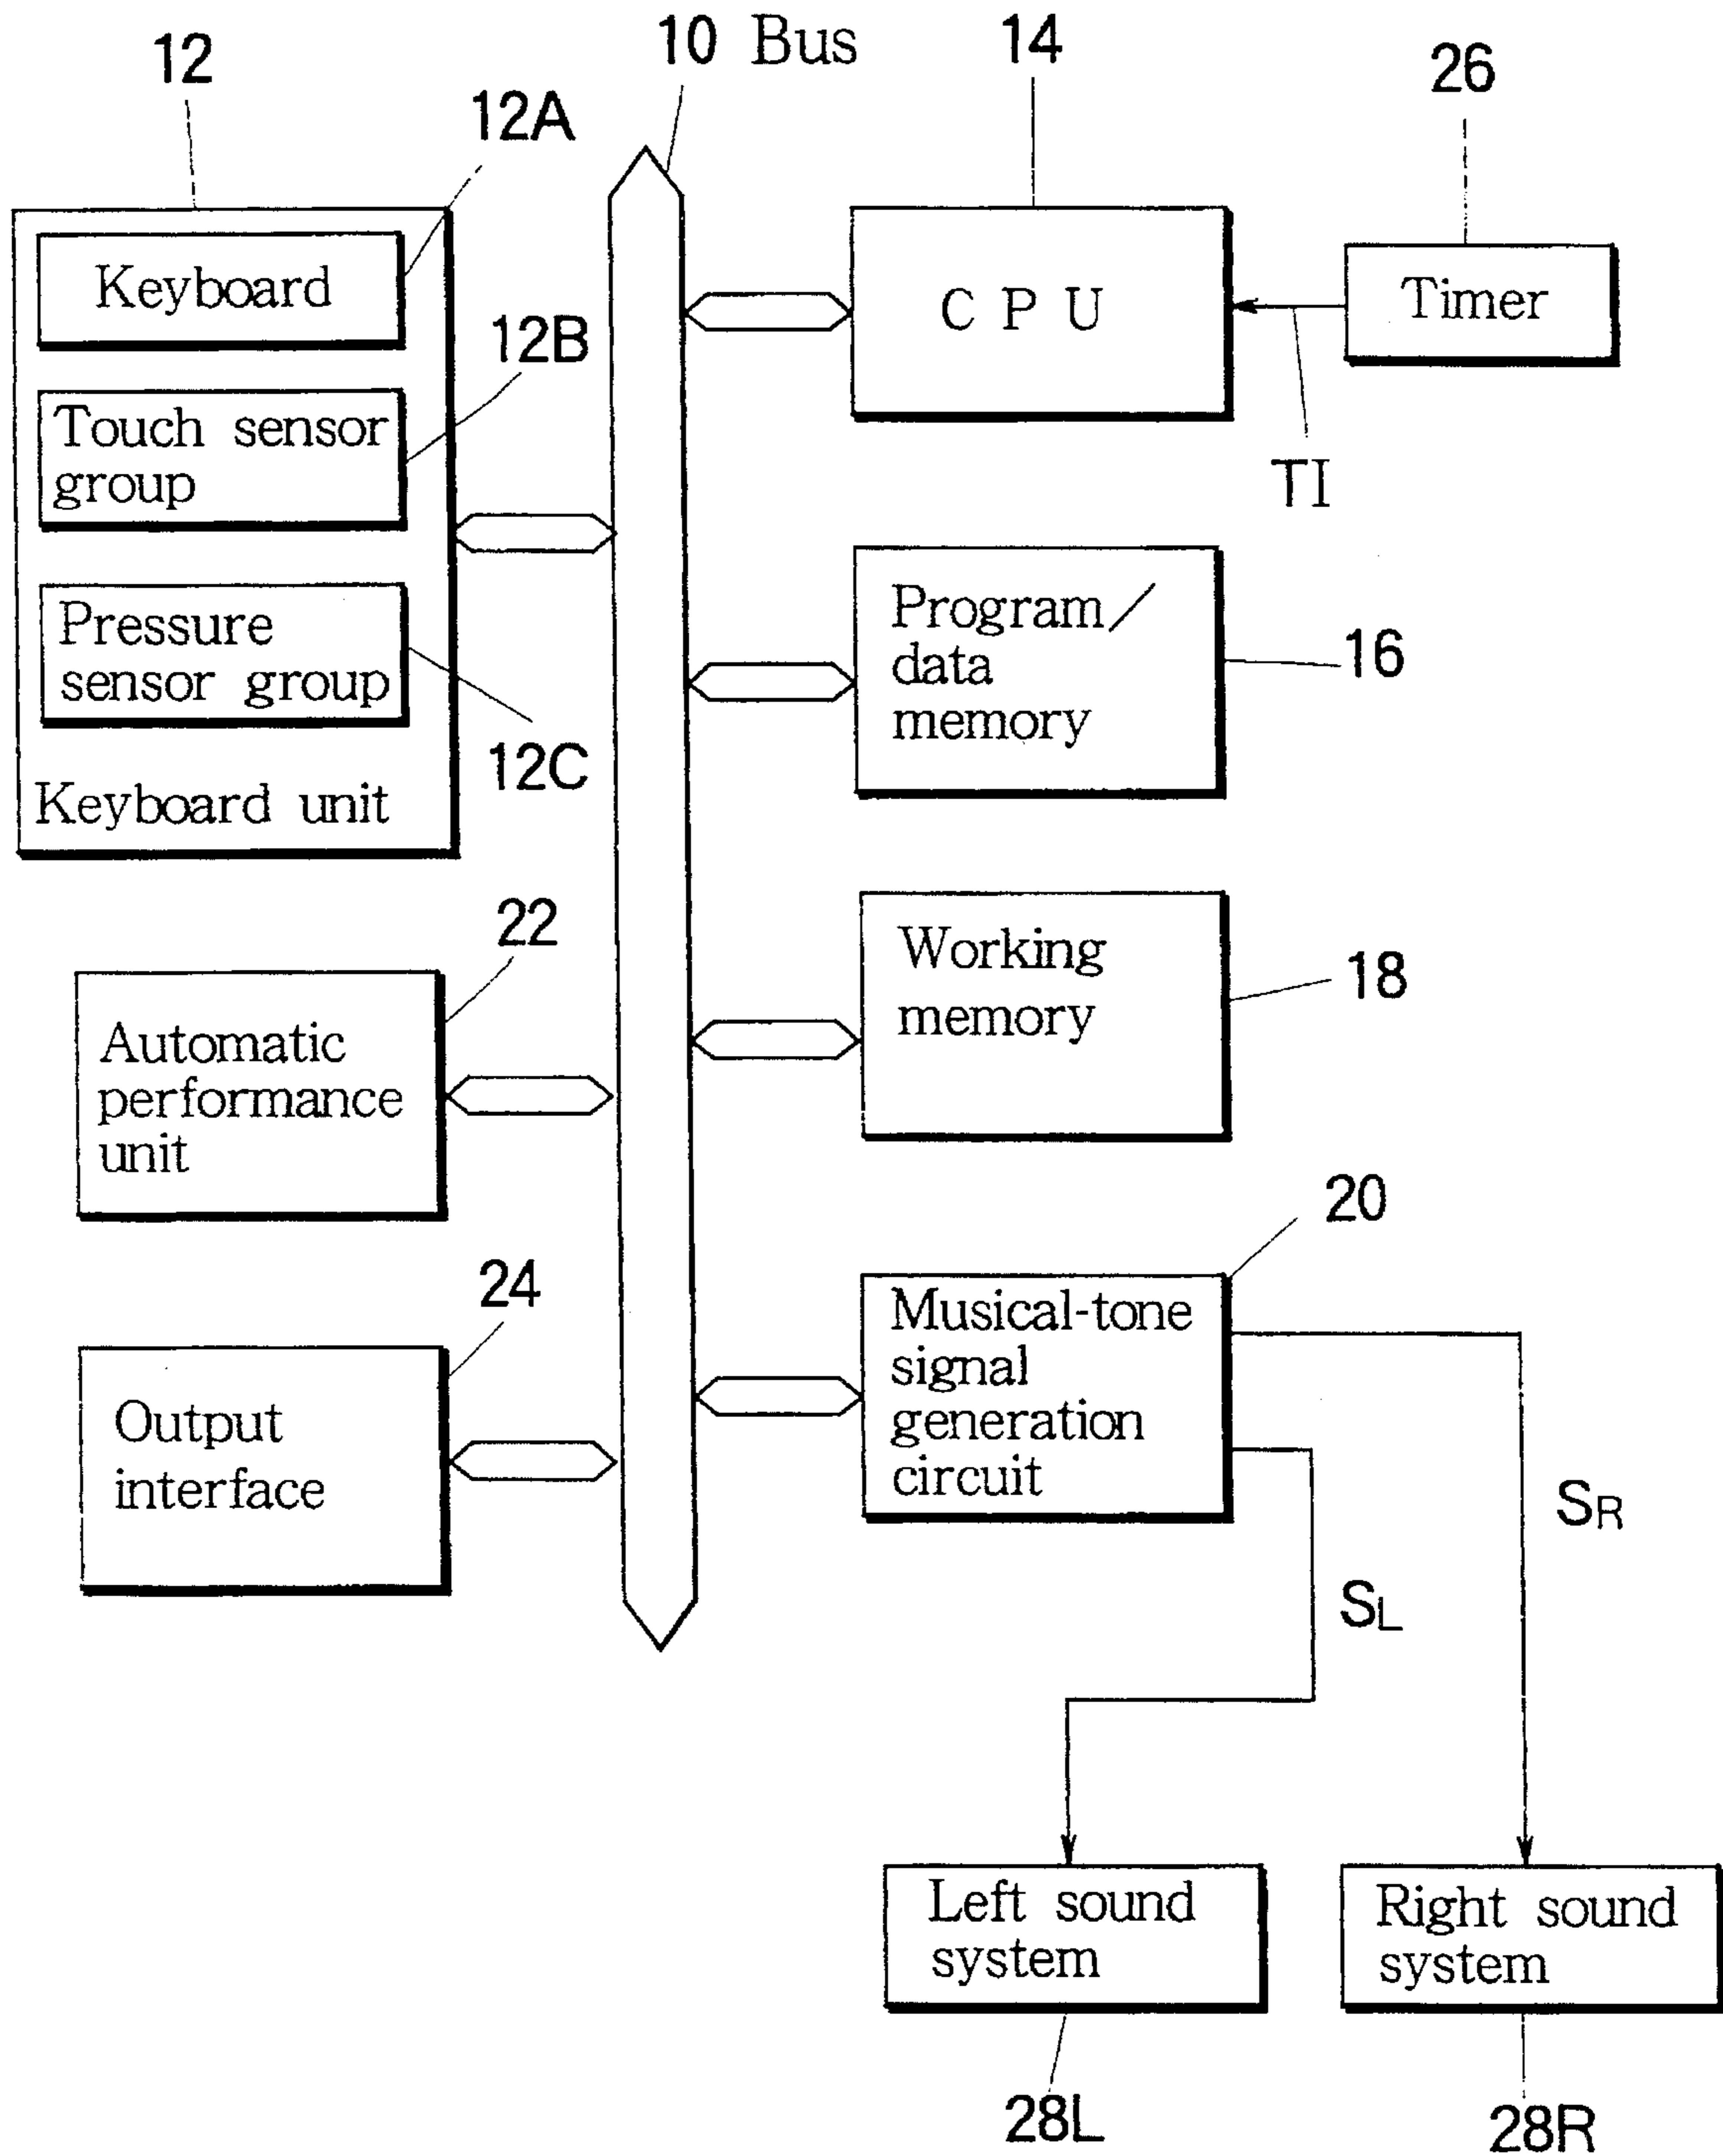 12
10 Bus
14
26
12A
Keyboard
12B
Touch sensor
group
Pressure
sensor group
12C
Keyboard unit
C P U
Timer
TI
Program/
data
memory
16
22
Working
memory
18
Automatic
performance
unit
20
24
Musical-tone
signal
generation
circuit
Output
interface
SR
SL
Left sound
system
Right sound
system
28L
28R